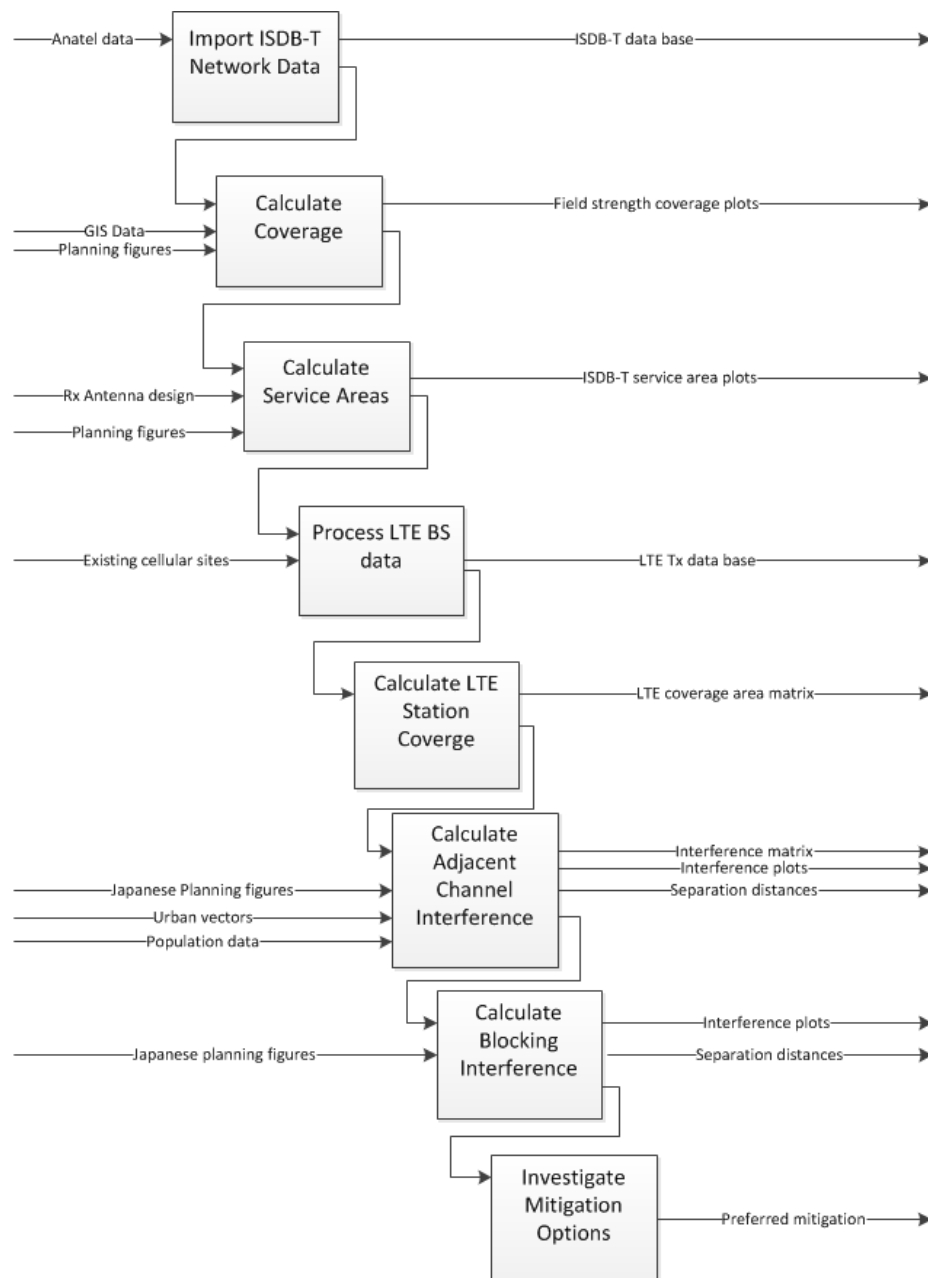 Anatel data
Import ISDB-T
Network Data
ISDB-T data base
Calculate
Coverage
Field strength coverage plots
GIS Data
Planning figures
Calculate
Service Areas
ISDB-T service area plots
Rx Antenna design
Planning figures
Process LTE BS
data
Existing cellular sites
LTE Tx data base
Calculate LTE
Station
Coverge
LTE coverage area matrix
Calculate
Adjacent
Channel
Interference
Interference matrix
Interference plots
Japanese Planning figures
Separation distances
Urban vectors
Population data
Calculate
Blocking
Interference
Interference plots
Japanese planning figures
Separation distances
Investigate
Mitigation
Options
Preferred mitigation